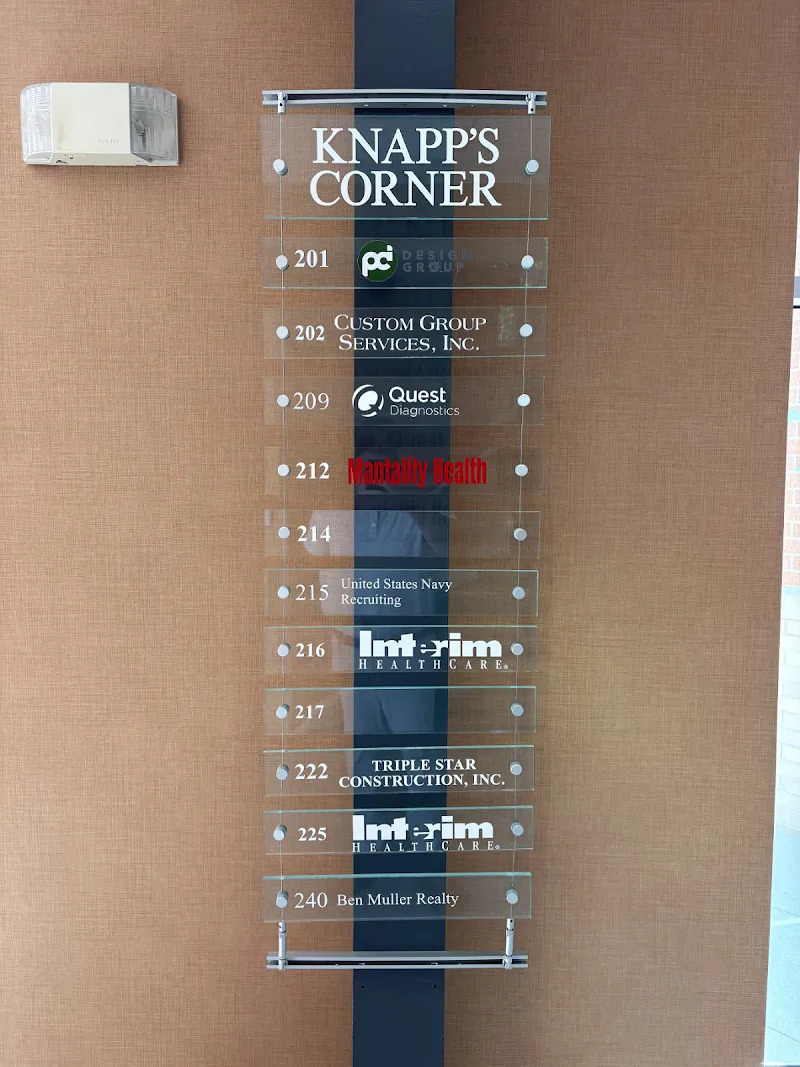 KNAPP'S
CORNER
201 pci DESIGN
GROUP
202 CUSTOM GROUP
SERVICES, INC.
209 Quest
Diagnostics
212 Mantality Health
214
215 United States Navy
Recruiting
216 Interim
HEALTHCARE®
217
222 TRIPLE STAR
CONSTRUCTION, INC.
225 Interim
HEALTHCARE®
240 Ben Muller Realty